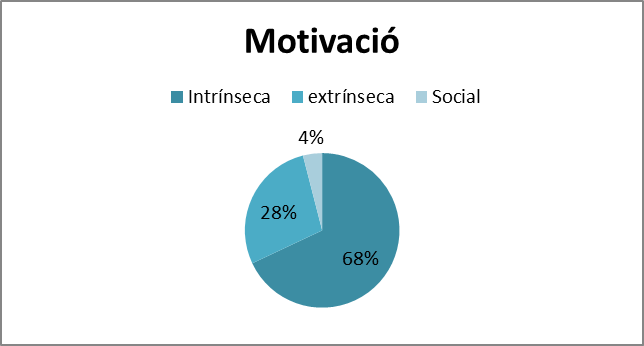 Motivació
Intrínseca extrínseca Social
4%
28%
68%